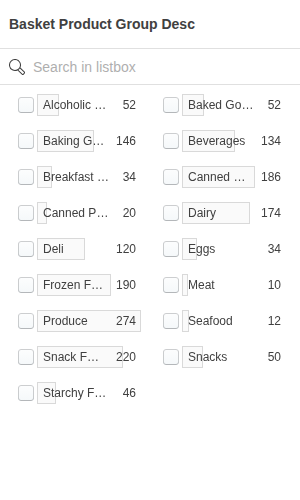 Basket Product Group Desc
Search in listbox
Alcoholic ... 52 Baked Go... 52
Baking G... 146 Beverages 134
Breakfast ... 34 Canned ... 186
Canned P... 20 Dairy 174
Deli 120 Eggs 34
Frozen F... 190 Meat 10
Produce 274 Seafood 12
Snack F... 220 Snacks 50
Starchy F... 46